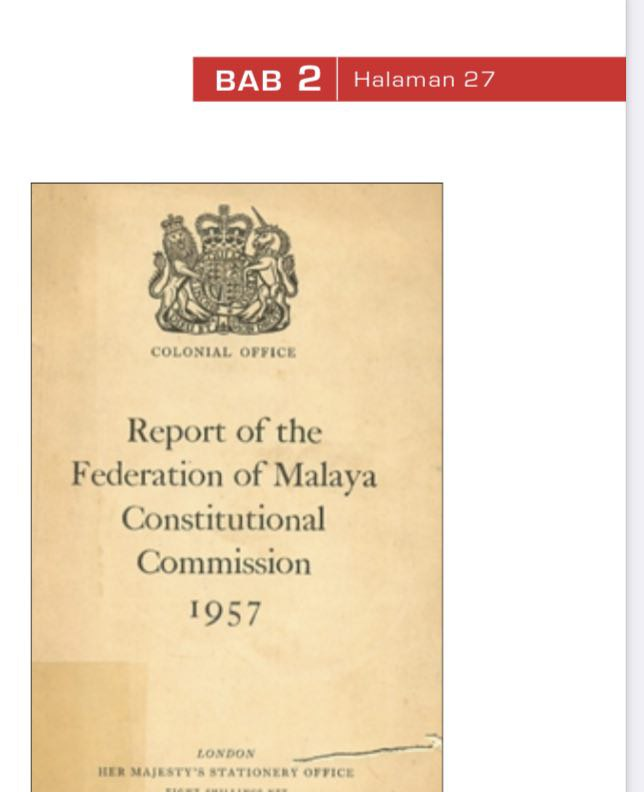 BAB 2 Halaman 27
COLONIAL OFFICE
Report of the
Federation of Malaya
Constitutional
Commission
1957
LONDON
HER MAJESTY'S STATIONERY OFFICE